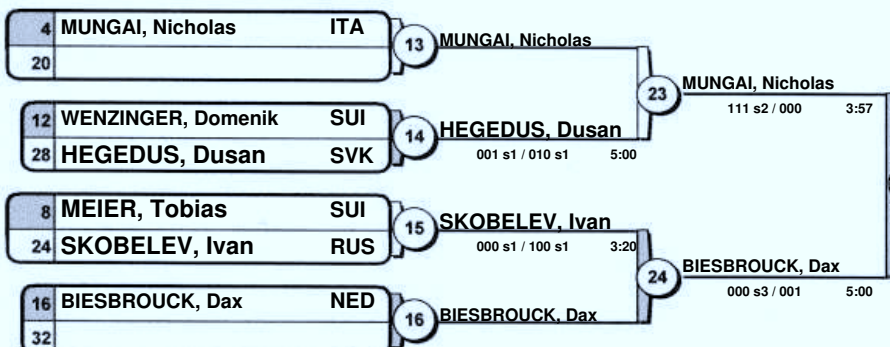 4 MUNGAI, Nicholas ITA
20
12 WENZINGER, Domenik SUI
28 HEGEDUS, Dusan SVK
8 MEIER, Tobias SUI
24 SKOBELEV, Ivan RUS
16 BIESBROUCK, Dax NED
32
13 MUNGAI, Nicholas
14 HEGEDUS, Dusan
001 s1 / 010 s1 5:00
15 SKOBELEV, Ivan
000 s1 / 100 s1 3:20
16 BIESBROUCK, Dax
23 MUNGAI, Nicholas
111 s2 / 000 3:57
24 BIESBROUCK, Dax
000 s3 / 001 5:00